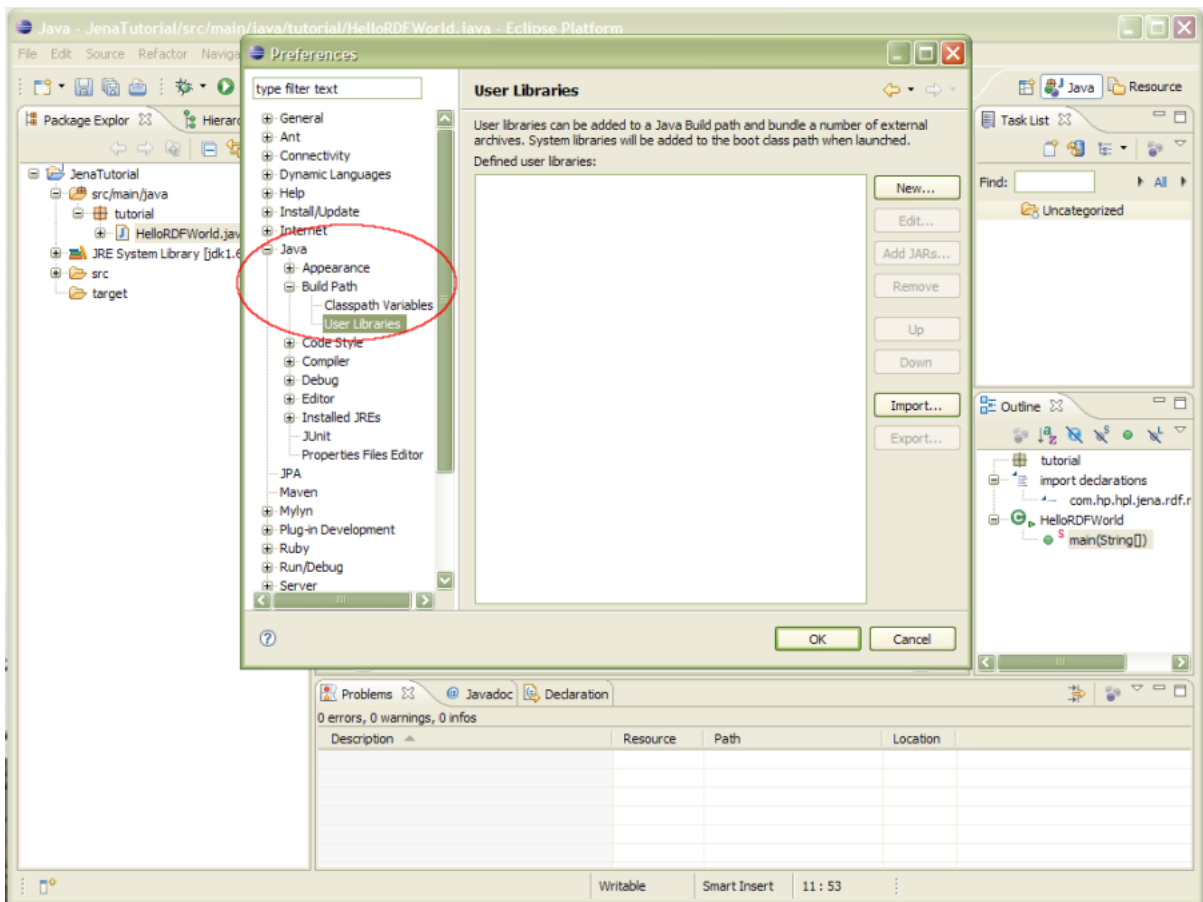 Java - JenaTutorial/src/main/java/tutorial/HelloRDFWorld.java - Eclipse Platform
File Edit Source Refactor Naviga
Java
Resource
Package Explor
Hierarc
JenaTutorial
src/main/java
tutorial
HelloRDFWorld.jav
JRE System Library [jdk1.6
src
target
Preferences
type filter text
General
Ant
Connectivity
Dynamic Languages
Help
Install/Update
Internet
Java
Appearance
Build Path
Classpath Variables
User Libraries
Code Style
Compiler
Debug
Editor
Installed JREs
JUnit
Properties Files Editor
JPA
Maven
Mylyn
Plug-in Development
Ruby
Run/Debug
Server
User Libraries
User libraries can be added to a Java Build path and bundle a number of external
archives. System libraries will be added to the boot class path when launched.
Defined user libraries:
New...
Edit...
Add JARs...
Remove
Up
Down
Import...
Export...
OK
Cancel
Task List
Find:
All
Uncategorized
Outline
tutorial
import declarations
com.hp.hpl.jena.rdf.r
HelloRDFWorld
main(String[])
Problems
Javadoc
Declaration
0 errors, 0 warnings, 0 infos
Description Resource Path Location
Writable Smart Insert 11 : 53